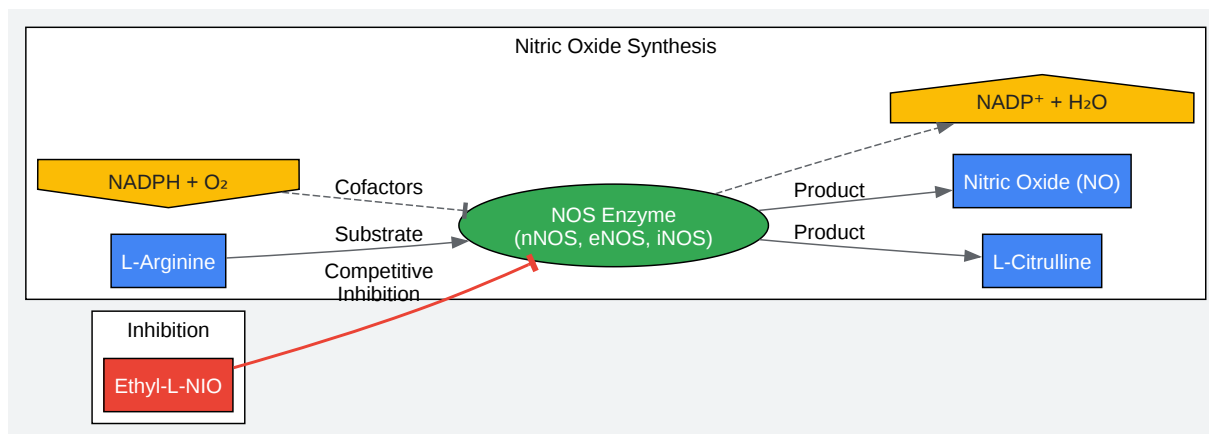 Nitric Oxide Synthesis
NADP⁺ + H₂O
NADPH + O₂
Cofactors
Product
Nitric Oxide (NO)
NOS Enzyme
(nNOS, eNOS, iNOS)
L-Arginine
Substrate
Product
L-Citrulline
Competitive
Inhibition
Inhibition
Ethyl-L-NIO